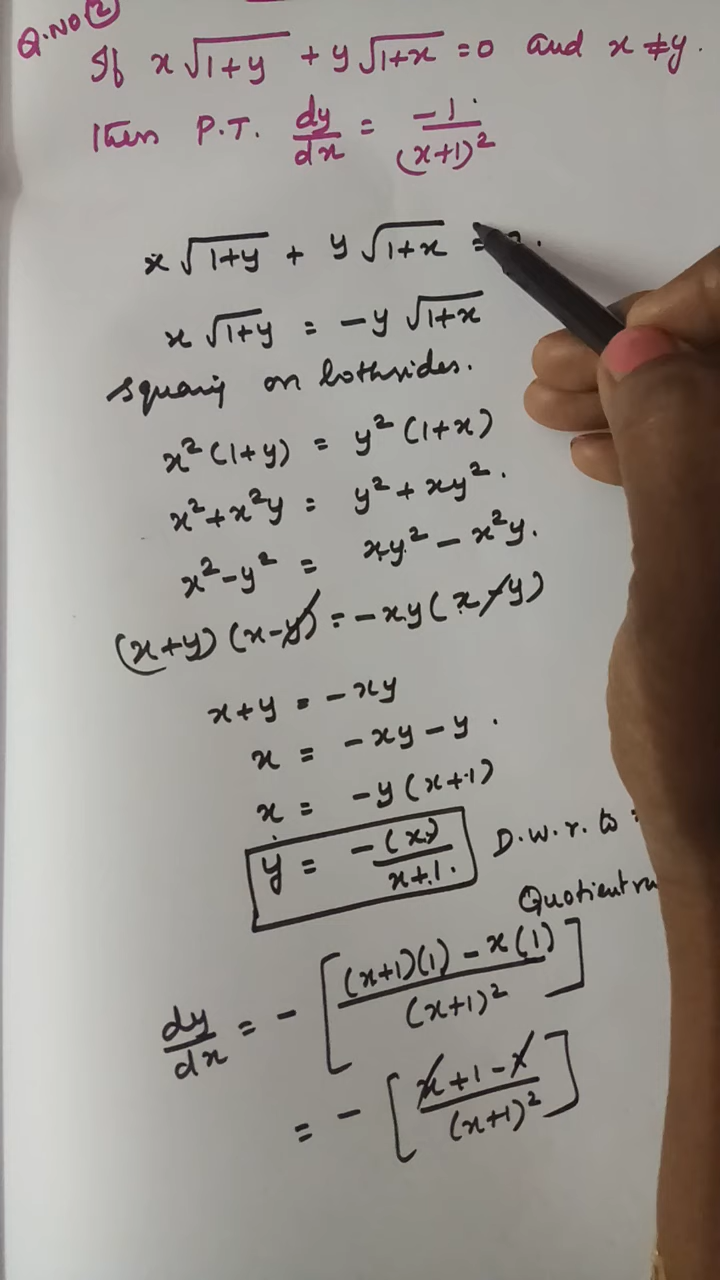 Q.NO ②
If x√(1+y) + y√(1+x) = 0 and x ≠ y.
Then P.T. dy/dx = -1/(x+1)²
x√(1+y) + y√(1+x) =
x√(1+y) = -y√(1+x)
squaring on bothsides.
x²(1+y) = y²(1+x)
x²+x²y = y²+xy².
x²-y² = xy²-x²y.
(x+y)(x-y) = -xy(x-y)
x+y = -xy
x = -xy-y.
x = -y(x+1)
y = -(x)/(x+1). D.w.r.to
Quotient
dy/dx = -[((x+1)(1) - x(1))/(x+1)²]
= -[(x+1-x)/(x+1)²]